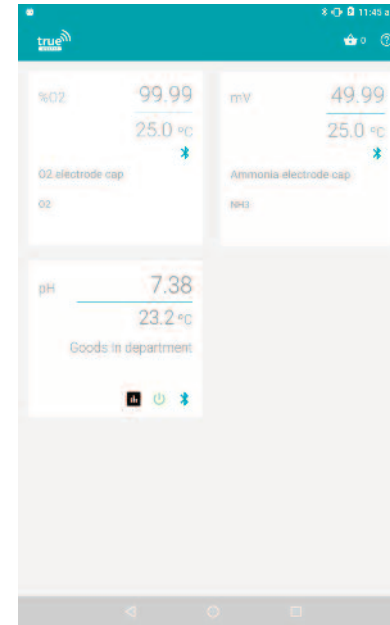 11:45 a
true
0
%O2 99.99
25.0 °C
O2 electrode cap
O2
mV 49.99
25.0 °C
Ammonia electrode cap
NH3
pH 7.38
23.2 °C
Goods in department